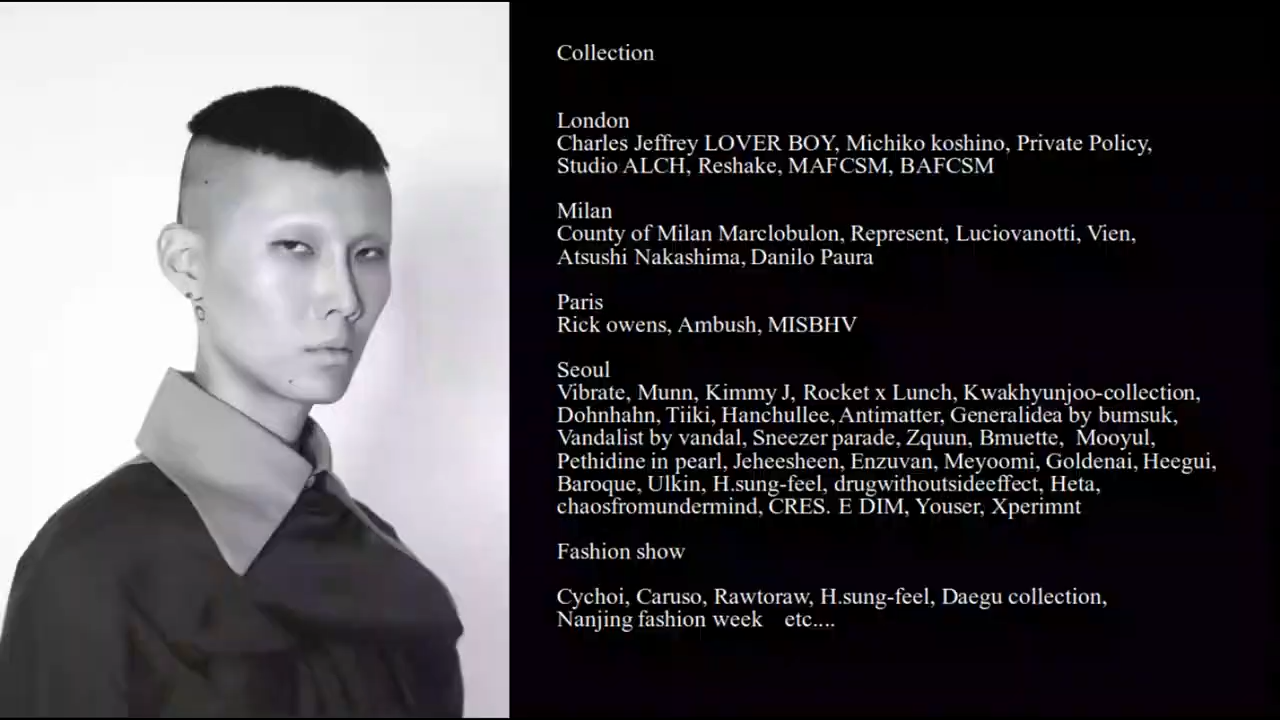 Collection
London
Charles Jeffrey LOVER BOY, Michiko koshino, Private Policy,
Studio ALCH, Reshake, MAFCSM, BAFCSM
Milan
County of Milan Marclobulon, Represent, Luciovanotti, Vien,
Atsushi Nakashima, Danilo Paura
Paris
Rick owens, Ambush, MISBHV
Seoul
Vibrate, Munn, Kimmy J, Rocket x Lunch, Kwakhyunjoo-collection,
Dohnhahn, Tiiki, Hanchullee, Antimatter, Generalidea by bumsuk,
Vandalist by vandal, Sneezer parade, Zquun, Bmuette, Mooyul,
Pethidine in pearl, Jeheesheen, Enzuvan, Meyoomi, Goldenai, Heegui,
Baroque, Ulkin, H.sung-feel, drugwithoutsideeffect, Heta,
chaosfromundermind, CRES. E DIM, Youser, Xperimnt
Fashion show
Cychoi, Caruso, Rawtoraw, H.sung-feel, Daegu collection,
Nanjing fashion week etc....